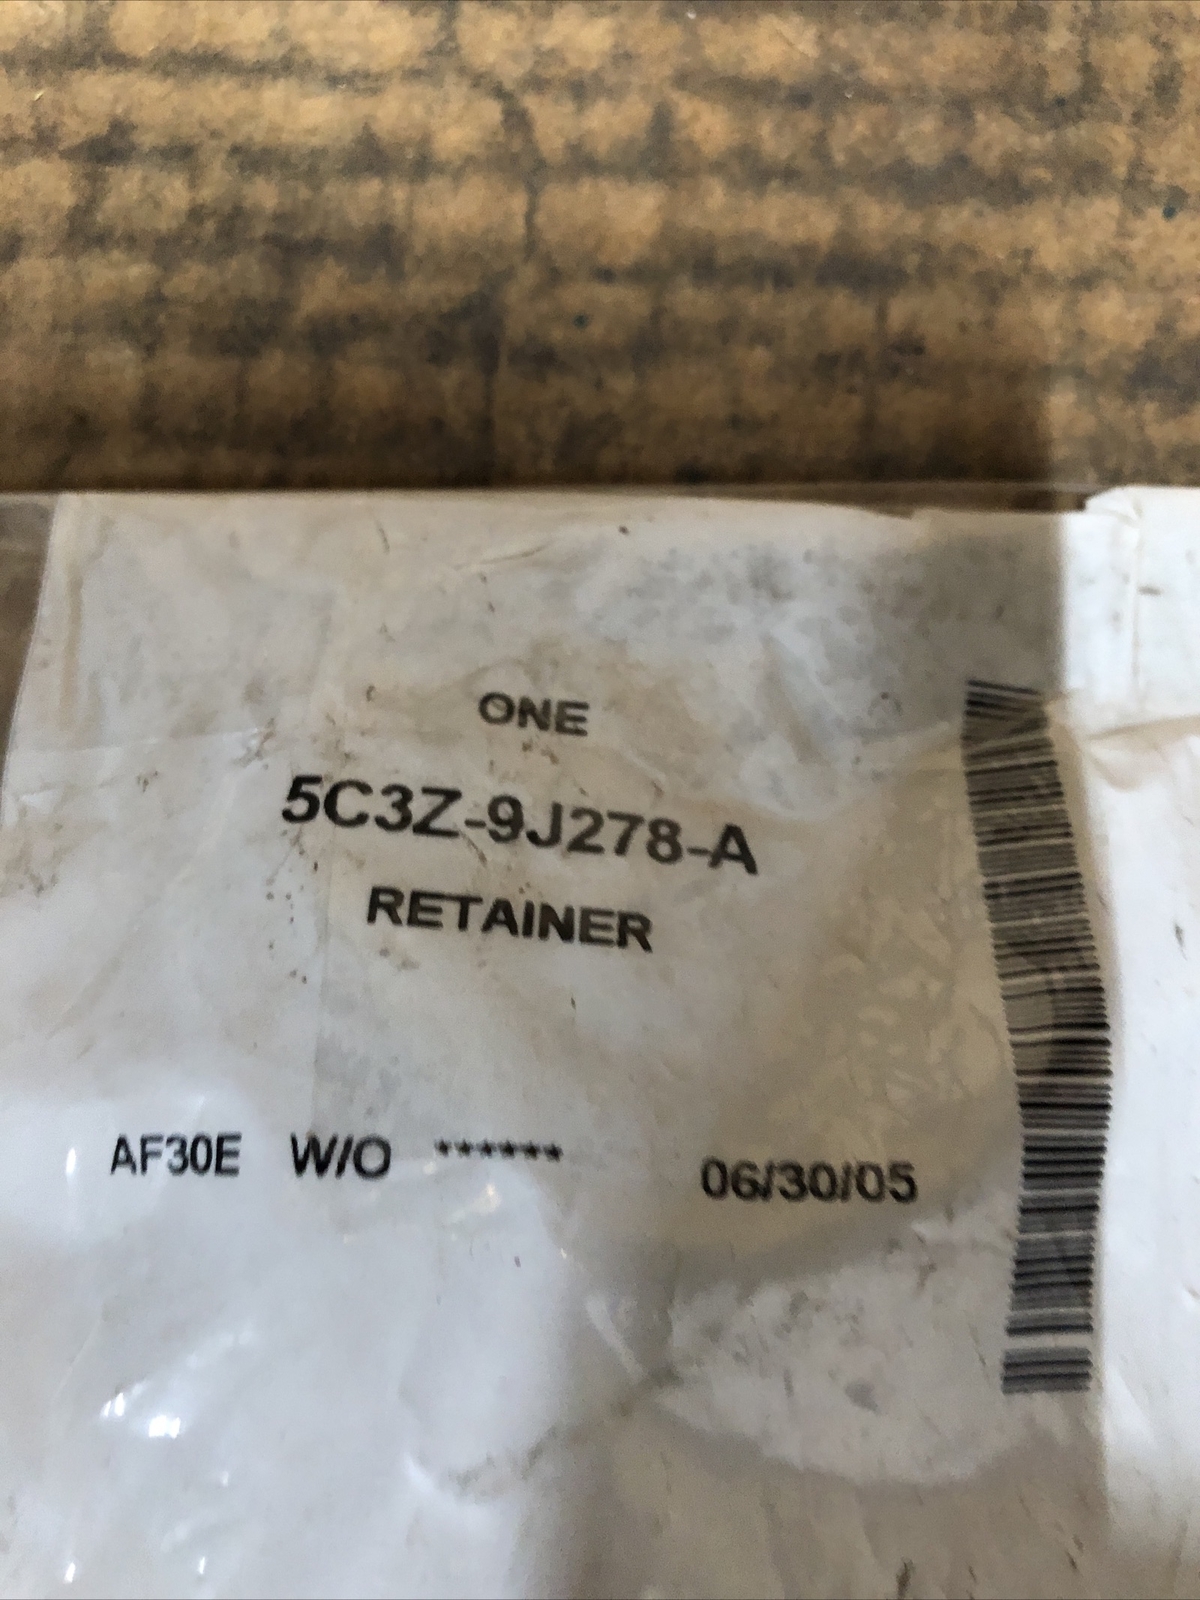 ONE
5C3Z-9J278-A
RETAINER
AF30E W/O ****** 06/30/05